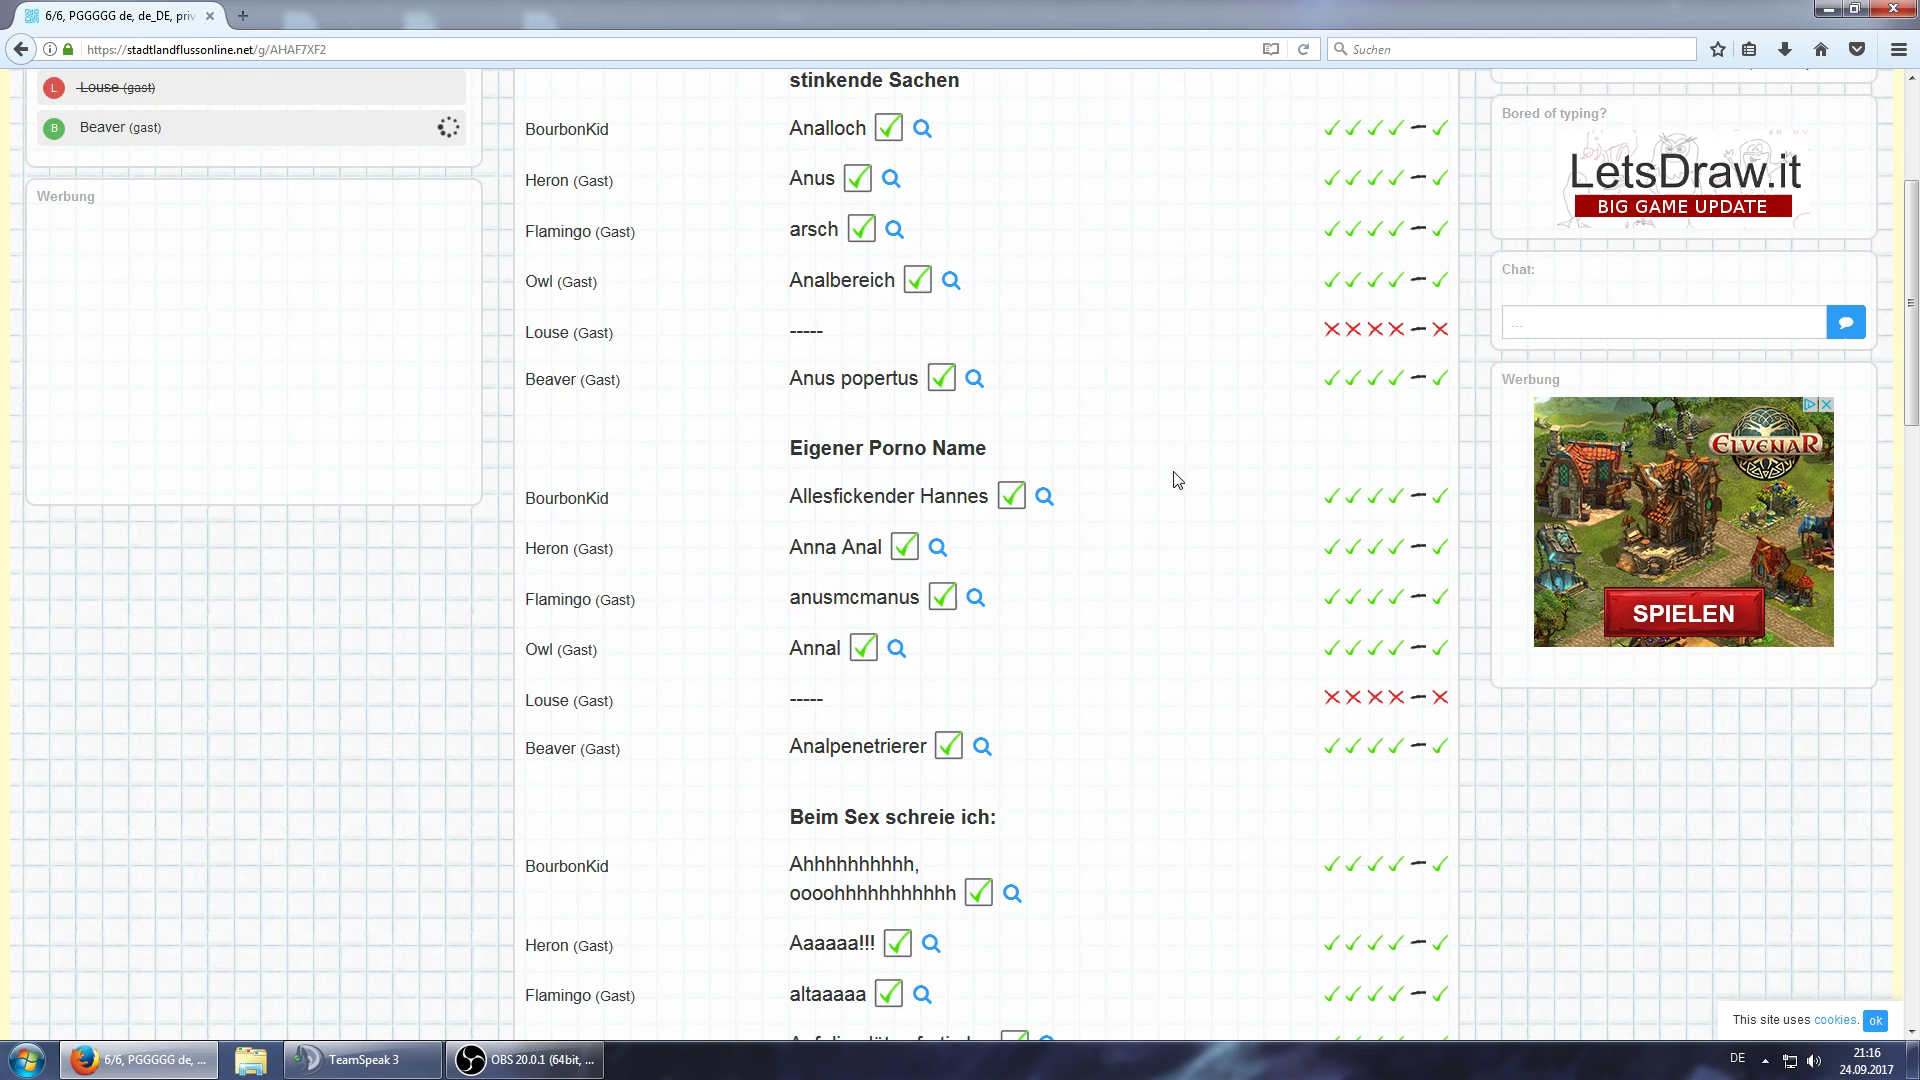 6/6, PGGGGG de, de_DE, priv
https://stadtlandflussonline.net/g/AHAF7XF2
Suchen
L Louse (gast)
B Beaver (gast)
Werbung
stinkende Sachen
BourbonKid Analloch
Heron (Gast) Anus
Flamingo (Gast) arsch
Owl (Gast) Analbereich
Louse (Gast) -----
Beaver (Gast) Anus popertus
Eigener Porno Name
BourbonKid Allesfickender Hannes
Heron (Gast) Anna Anal
Flamingo (Gast) anusmcmanus
Owl (Gast) Annal
Louse (Gast) -----
Beaver (Gast) Analpenetrierer
Beim Sex schreie ich:
BourbonKid Ahhhhhhhhhh,
oooohhhhhhhhhhh
Heron (Gast) Aaaaaa!!!
Flamingo (Gast) altaaaaa
Bored of typing?
LetsDraw.it
BIG GAME UPDATE
Chat:
...
Werbung
ELVENAR
SPIELEN
This site uses cookies. ok
6/6, PGGGGG de, ...
TeamSpeak 3
OBS 20.0.1 (64bit, ...
DE
21:16
24.09.2017